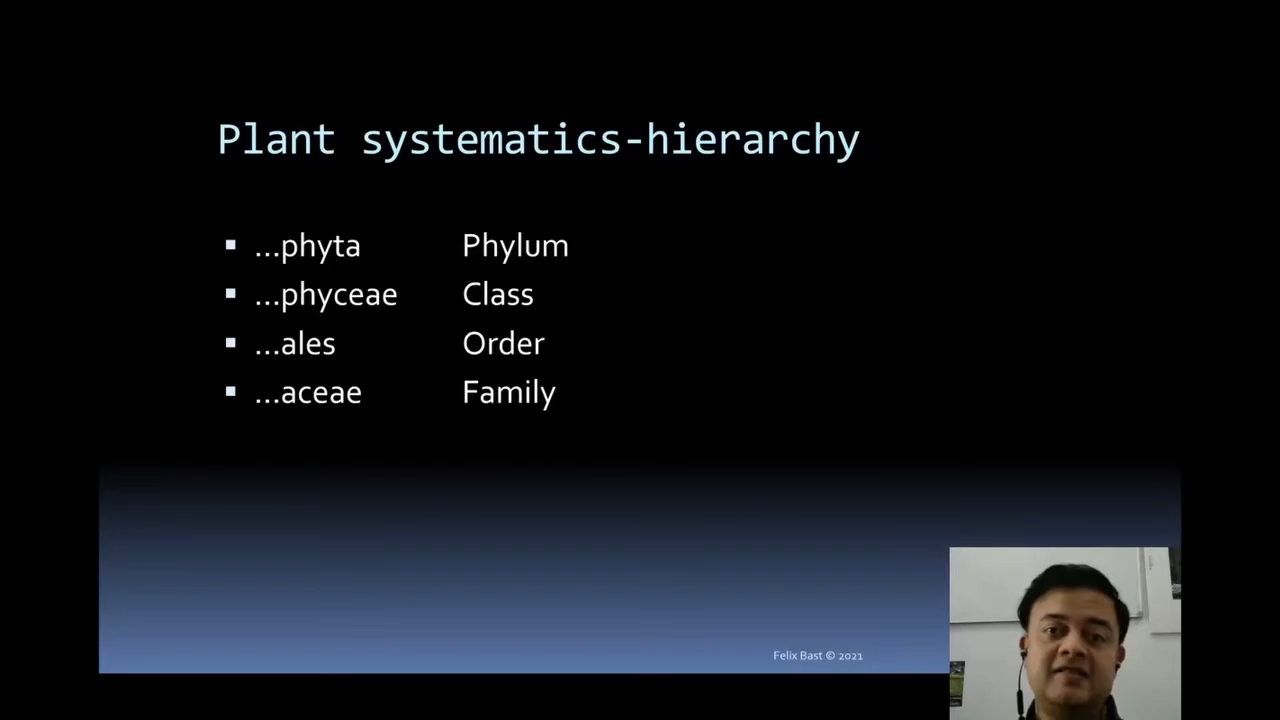 Plant systematics-hierarchy
▪ ...phyta Phylum
▪ ...phyceae Class
▪ ...ales Order
▪ ...aceae Family
Felix Bast © 2021